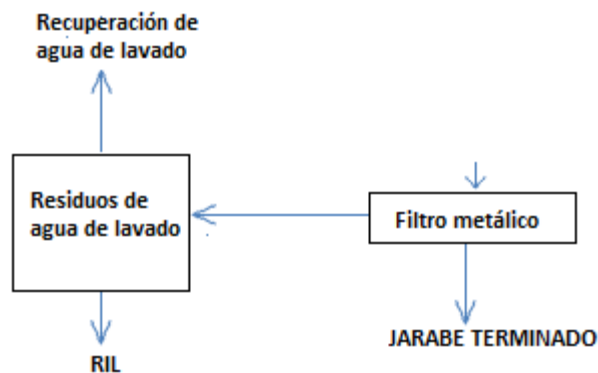 Recuperación de
agua de lavado
Residuos de
agua de lavado
Filtro metálico
JARABE TERMINADO
RIL